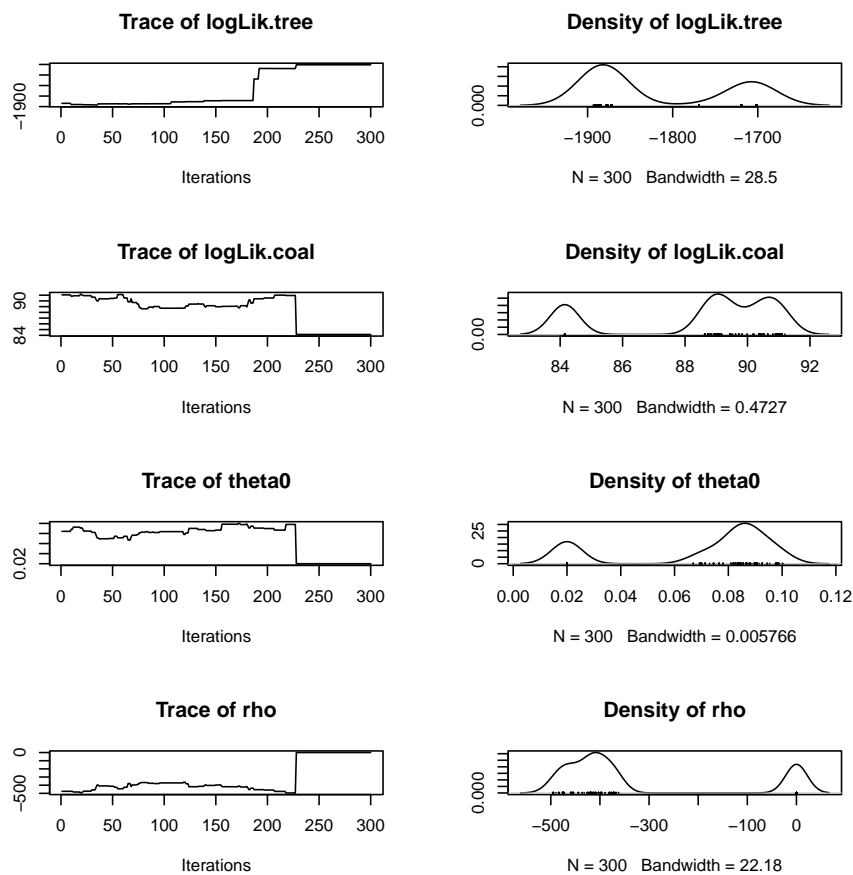 Trace of logLik.tree
−1900
0 50 100 150 200 250 300
Iterations
Density of logLik.tree
0.000
−1900 −1800 −1700
N = 300 Bandwidth = 28.5
Trace of logLik.coal
84 90
0 50 100 150 200 250 300
Iterations
Density of logLik.coal
0.00
84 86 88 90 92
N = 300 Bandwidth = 0.4727
Trace of theta0
0.02
0 50 100 150 200 250 300
Iterations
Density of theta0
0 25
0.00 0.02 0.04 0.06 0.08 0.10 0.12
N = 300 Bandwidth = 0.005766
Trace of rho
−500 0
0 50 100 150 200 250 300
Iterations
Density of rho
0.000
−500 −300 −100 0
N = 300 Bandwidth = 22.18